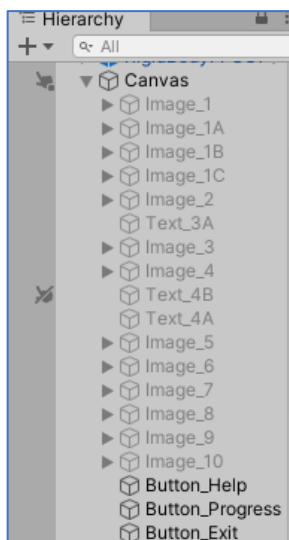 Hierarchy
All
Canvas
Image_1
Image_1A
Image_1B
Image_1C
Image_2
Text_3A
Image_3
Image_4
Text_4B
Text_4A
Image_5
Image_6
Image_7
Image_8
Image_9
Image_10
Button_Help
Button_Progress
Button_Exit